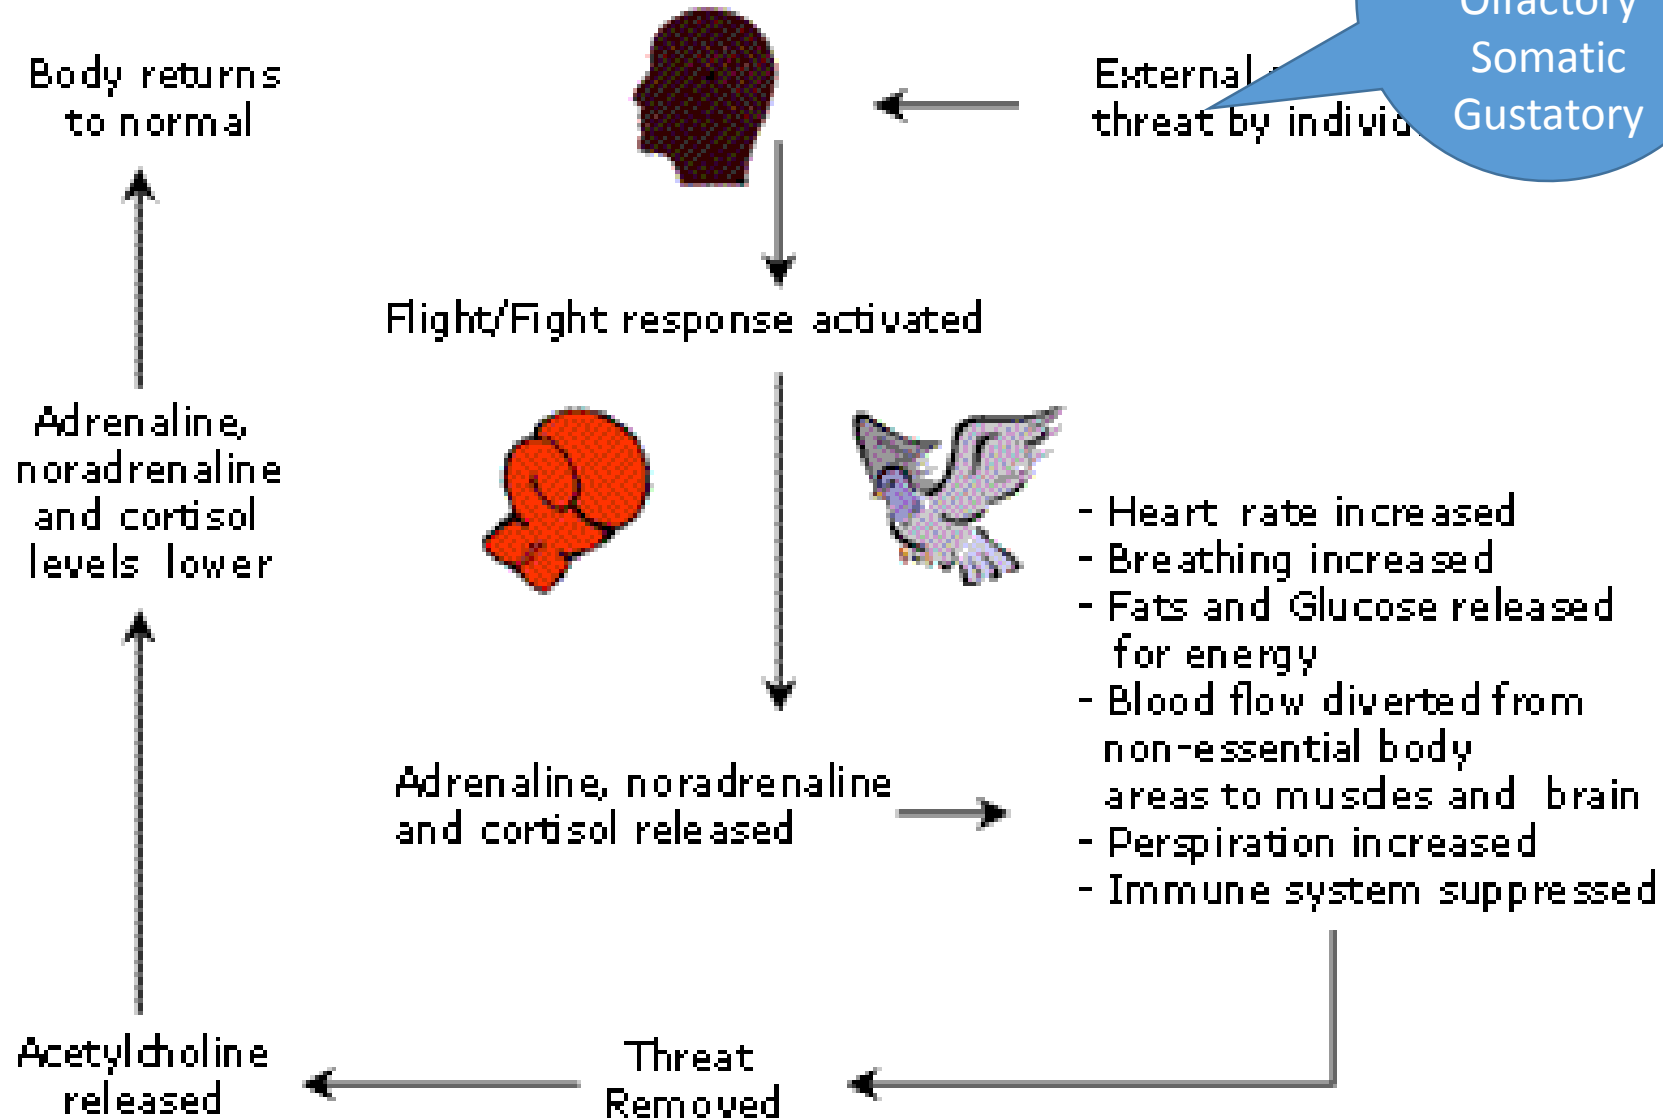 Olfactory
Somatic
Gustatory
External
threat by
Body returns
to normal
Flight/Fight response activated
Adrenaline,
noradrenaline
and cortisol
levels lower
- Heart rate increased
- Breathing increased
- Fats and Glucose released
for energy
- Blood flow diverted from
non-essential body
areas to muscles and brain
- Perspiration increased
- Immune system suppressed
Adrenaline, noradrenaline
and cortisol released
Threat
Removed
Acetylcholine
released